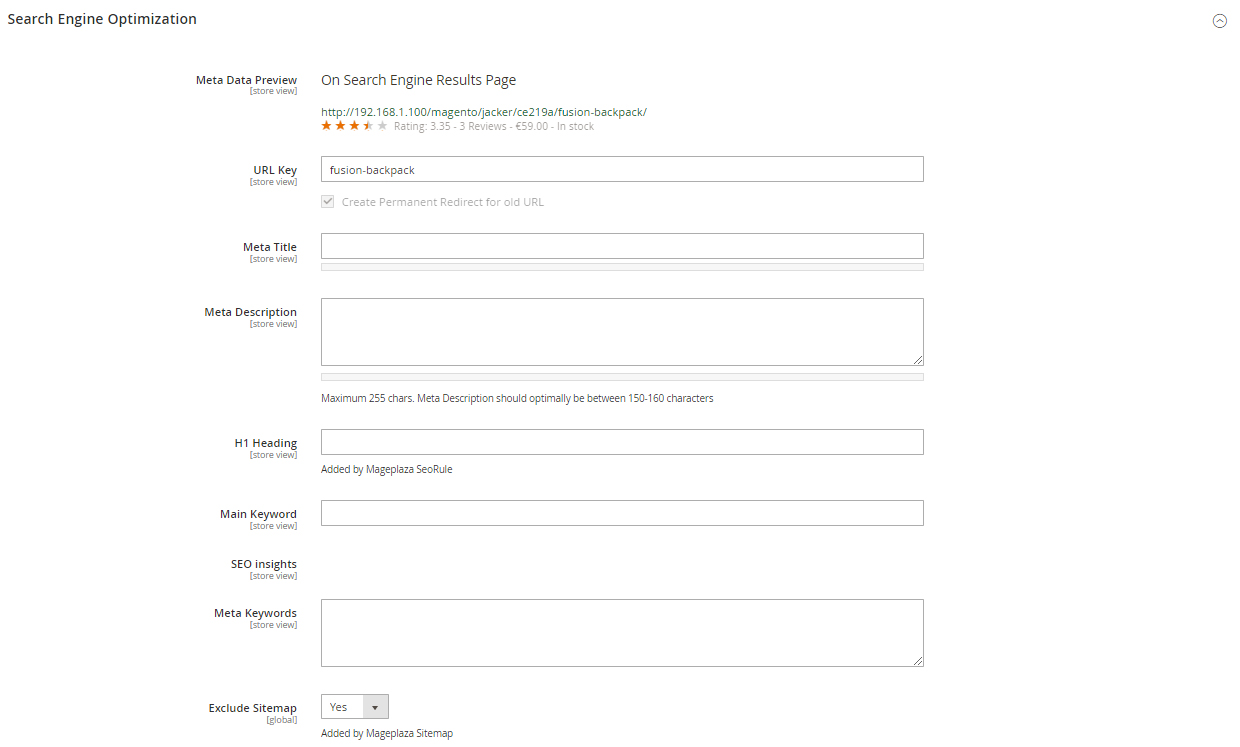 Search Engine Optimization
Meta Data Preview
[store view]
On Search Engine Results Page
http://192.168.1.100/magento/jacker/ce219a/fusion-backpack/
Rating: 3.35 - 3 Reviews - €59.00 - In stock
URL Key
[store view]
fusion-backpack
Create Permanent Redirect for old URL
Meta Title
[store view]
Meta Description
[store view]
Maximum 255 chars. Meta Description should optimally be between 150-160 characters
H1 Heading
[store view]
Added by Mageplaza SeoRule
Main Keyword
[store view]
SEO insights
[store view]
Meta Keywords
[store view]
Exclude Sitemap
[global]
Yes
Added by Mageplaza Sitemap